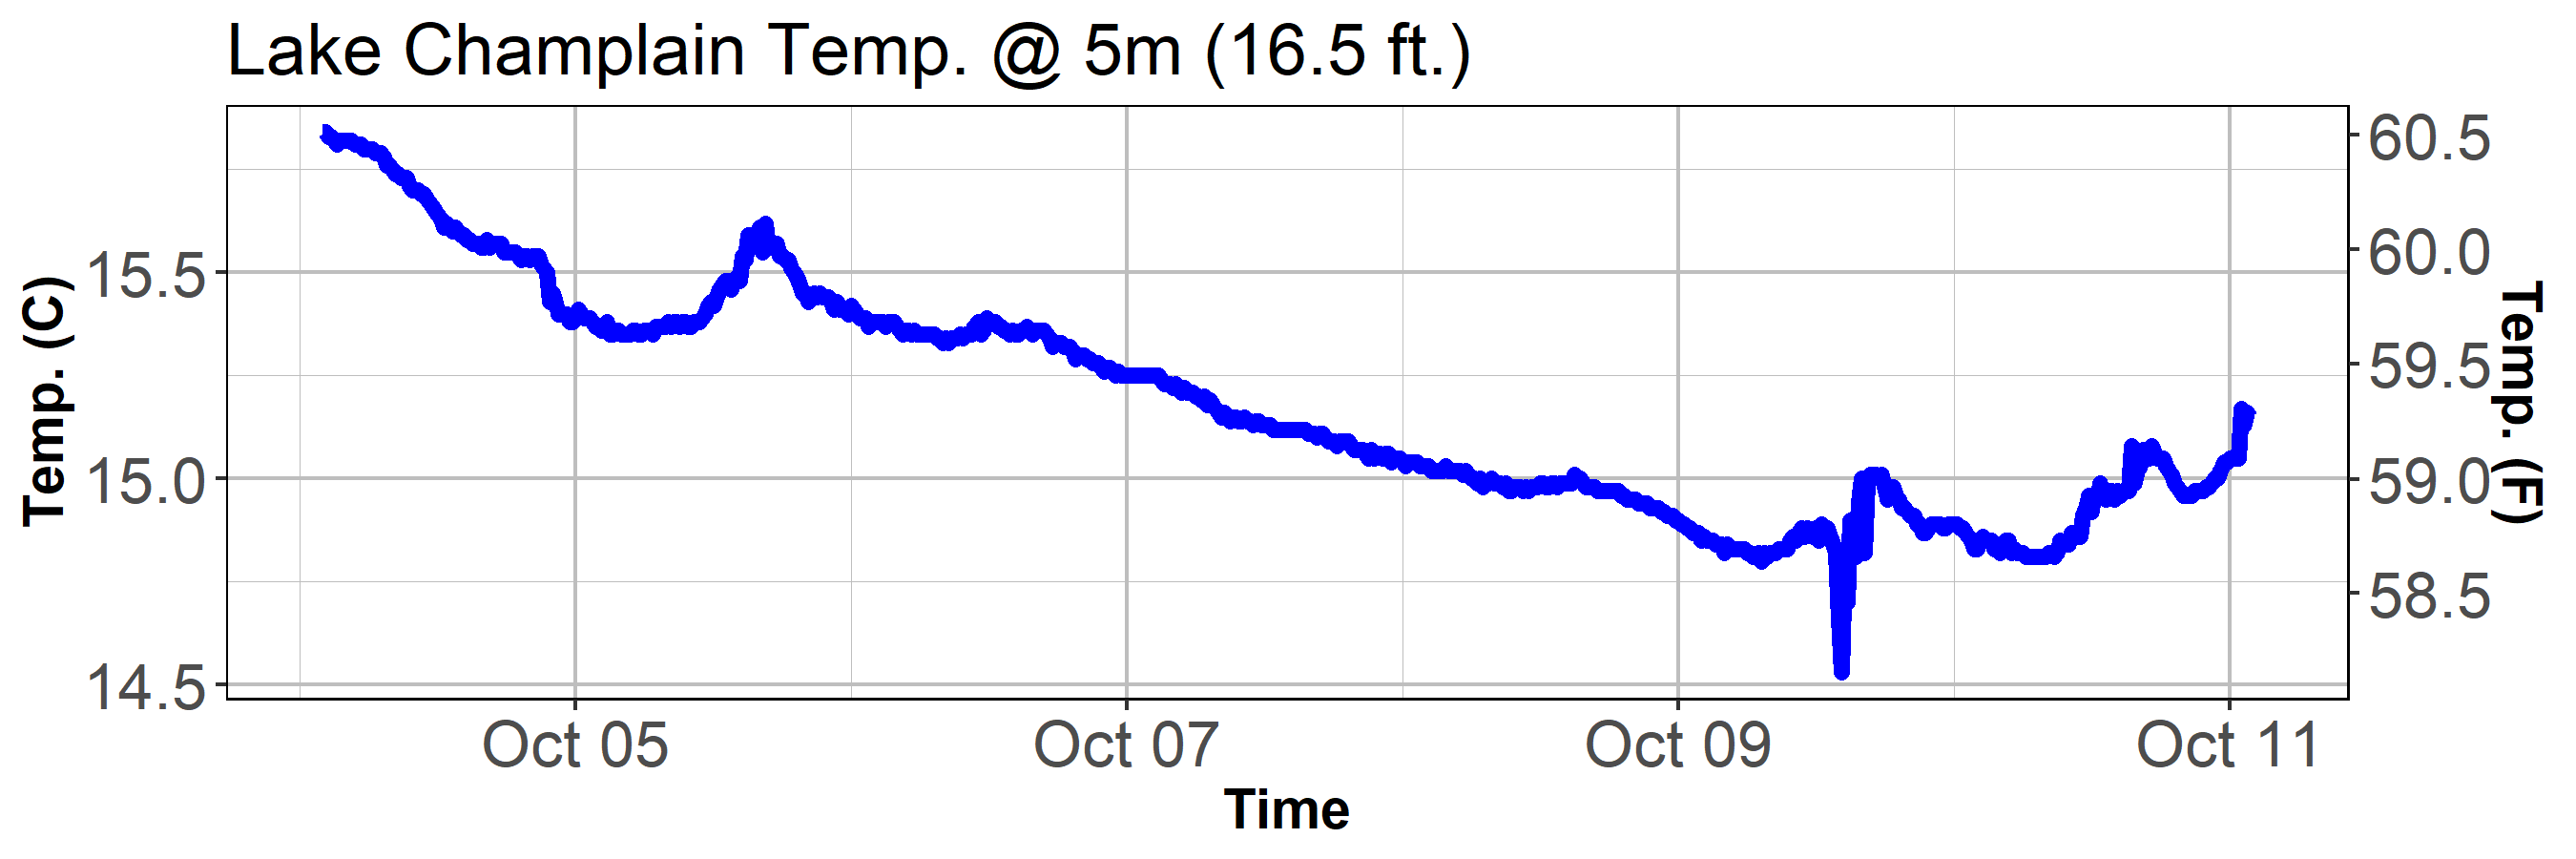 Lake Champlain Temp. @ 5m (16.5 ft.)
Temp. (C)
15.5
15.0
14.5
60.5
60.0
59.5
59.0
58.5
Temp. (F)
Oct 05 Oct 07 Oct 09 Oct 11
Time